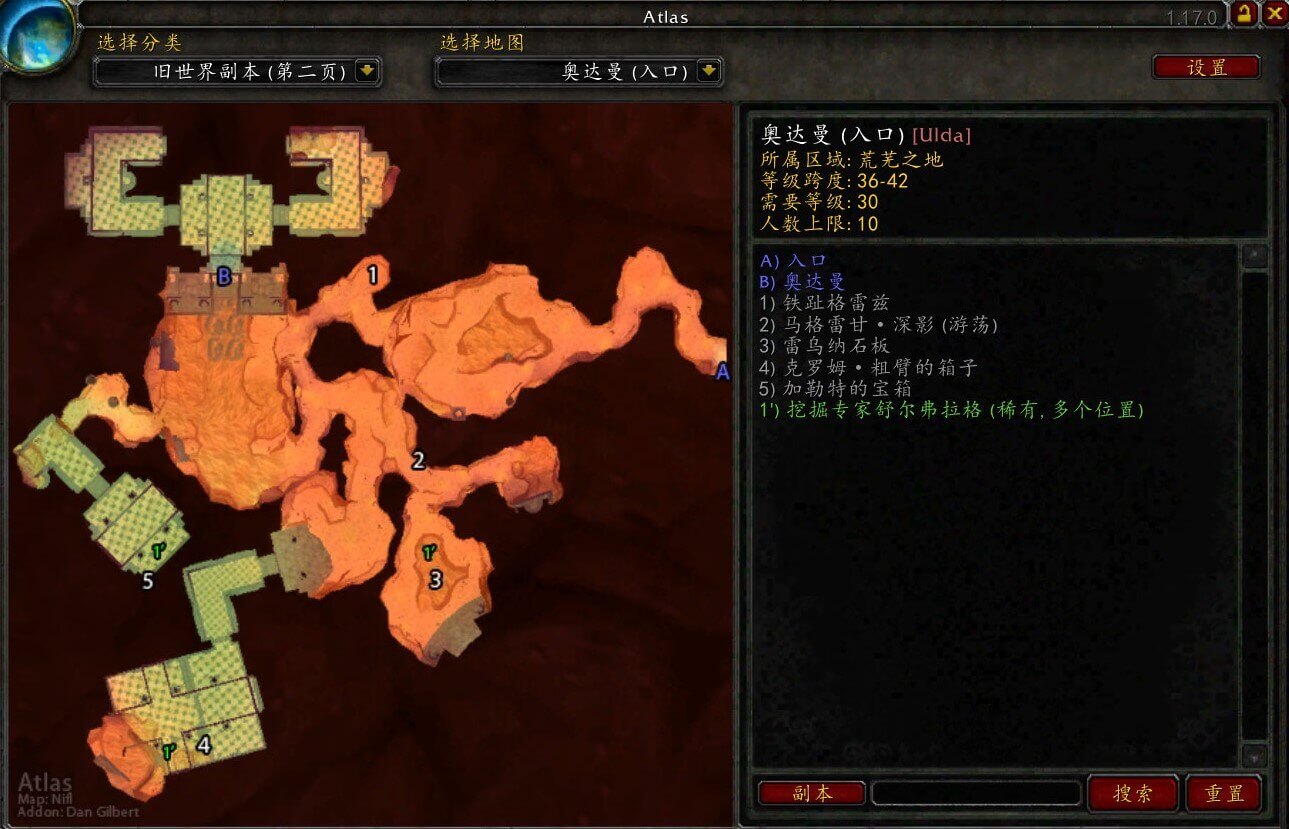 Atlas
1.17.0
选择分类
选择地图
旧世界副本 (第二页)
奥达曼 (入口)
设置
奥达曼 (入口) [Ulda]
所属区域: 荒芜之地
等级跨度: 36-42
需要等级: 30
人数上限: 10
A) 入口
B) 奥达曼
1) 铁趾格雷兹
2) 马格雷甘·深影 (游荡)
3) 雷乌纳石板
4) 克罗姆·粗臂的箱子
5) 加勒特的宝箱
1') 挖掘专家舒尔弗拉格 (稀有, 多个位置)
B
1
A
2
1'
3
1'
5
1'
4
Atlas
Map: Nifl
Addon: Dan Gilbert
副本
搜索
重置